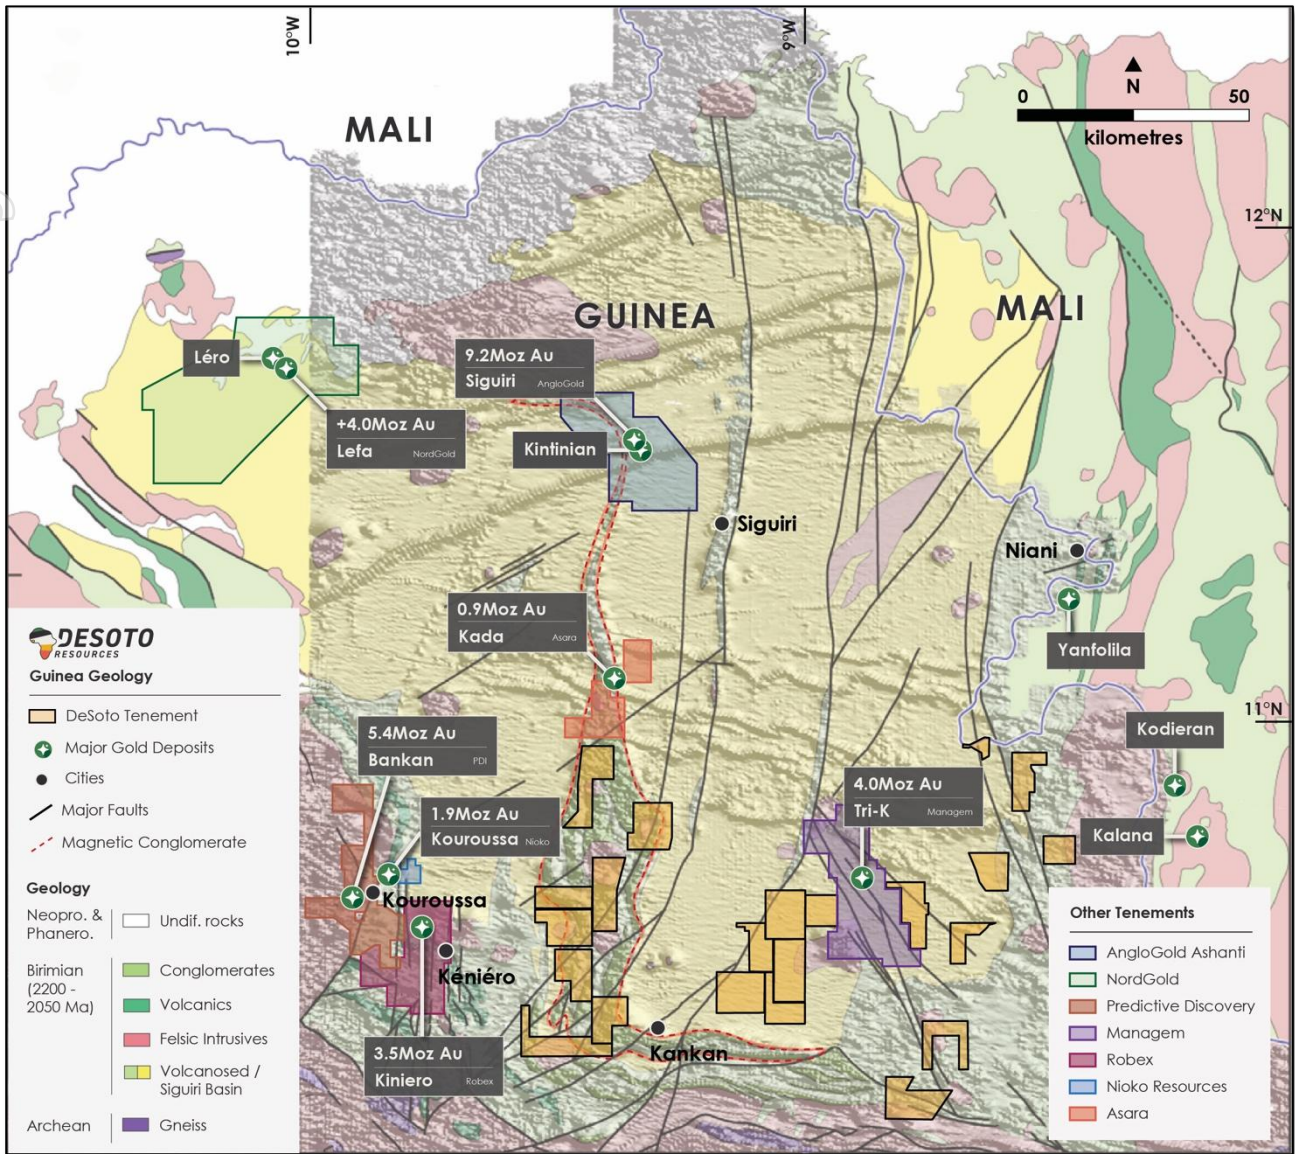 10°W
9°W
MALI
N
0 50
kilometres
12°N
GUINEA
MALI
Léro
9.2Moz Au
Siguiri AngloGold
+4.0Moz Au
Lefa NordGold
Kintinian
Siguiri
Niani
0.9Moz Au
Kada Asara
Yanfolila
11°N
5.4Moz Au
Bankan PDI
Kodieran
4.0Moz Au
Tri-K Managem
1.9Moz Au
Kouroussa Nioko
Kalana
Kouroussa
Kéniéro
Kankan
3.5Moz Au
Kiniero Robex
DESOTO
RESOURCES
Guinea Geology
DeSoto Tenement
Major Gold Deposits
Cities
Major Faults
Magnetic Conglomerate
Geology
Neopro. &
Phanero.
Undif. rocks
Birimian
(2200 -
2050 Ma)
Conglomerates
Volcanics
Felsic Intrusives
Volcanosed /
Siguiri Basin
Archean
Gneiss
Other Tenements
AngloGold Ashanti
NordGold
Predictive Discovery
Managem
Robex
Nioko Resources
Asara